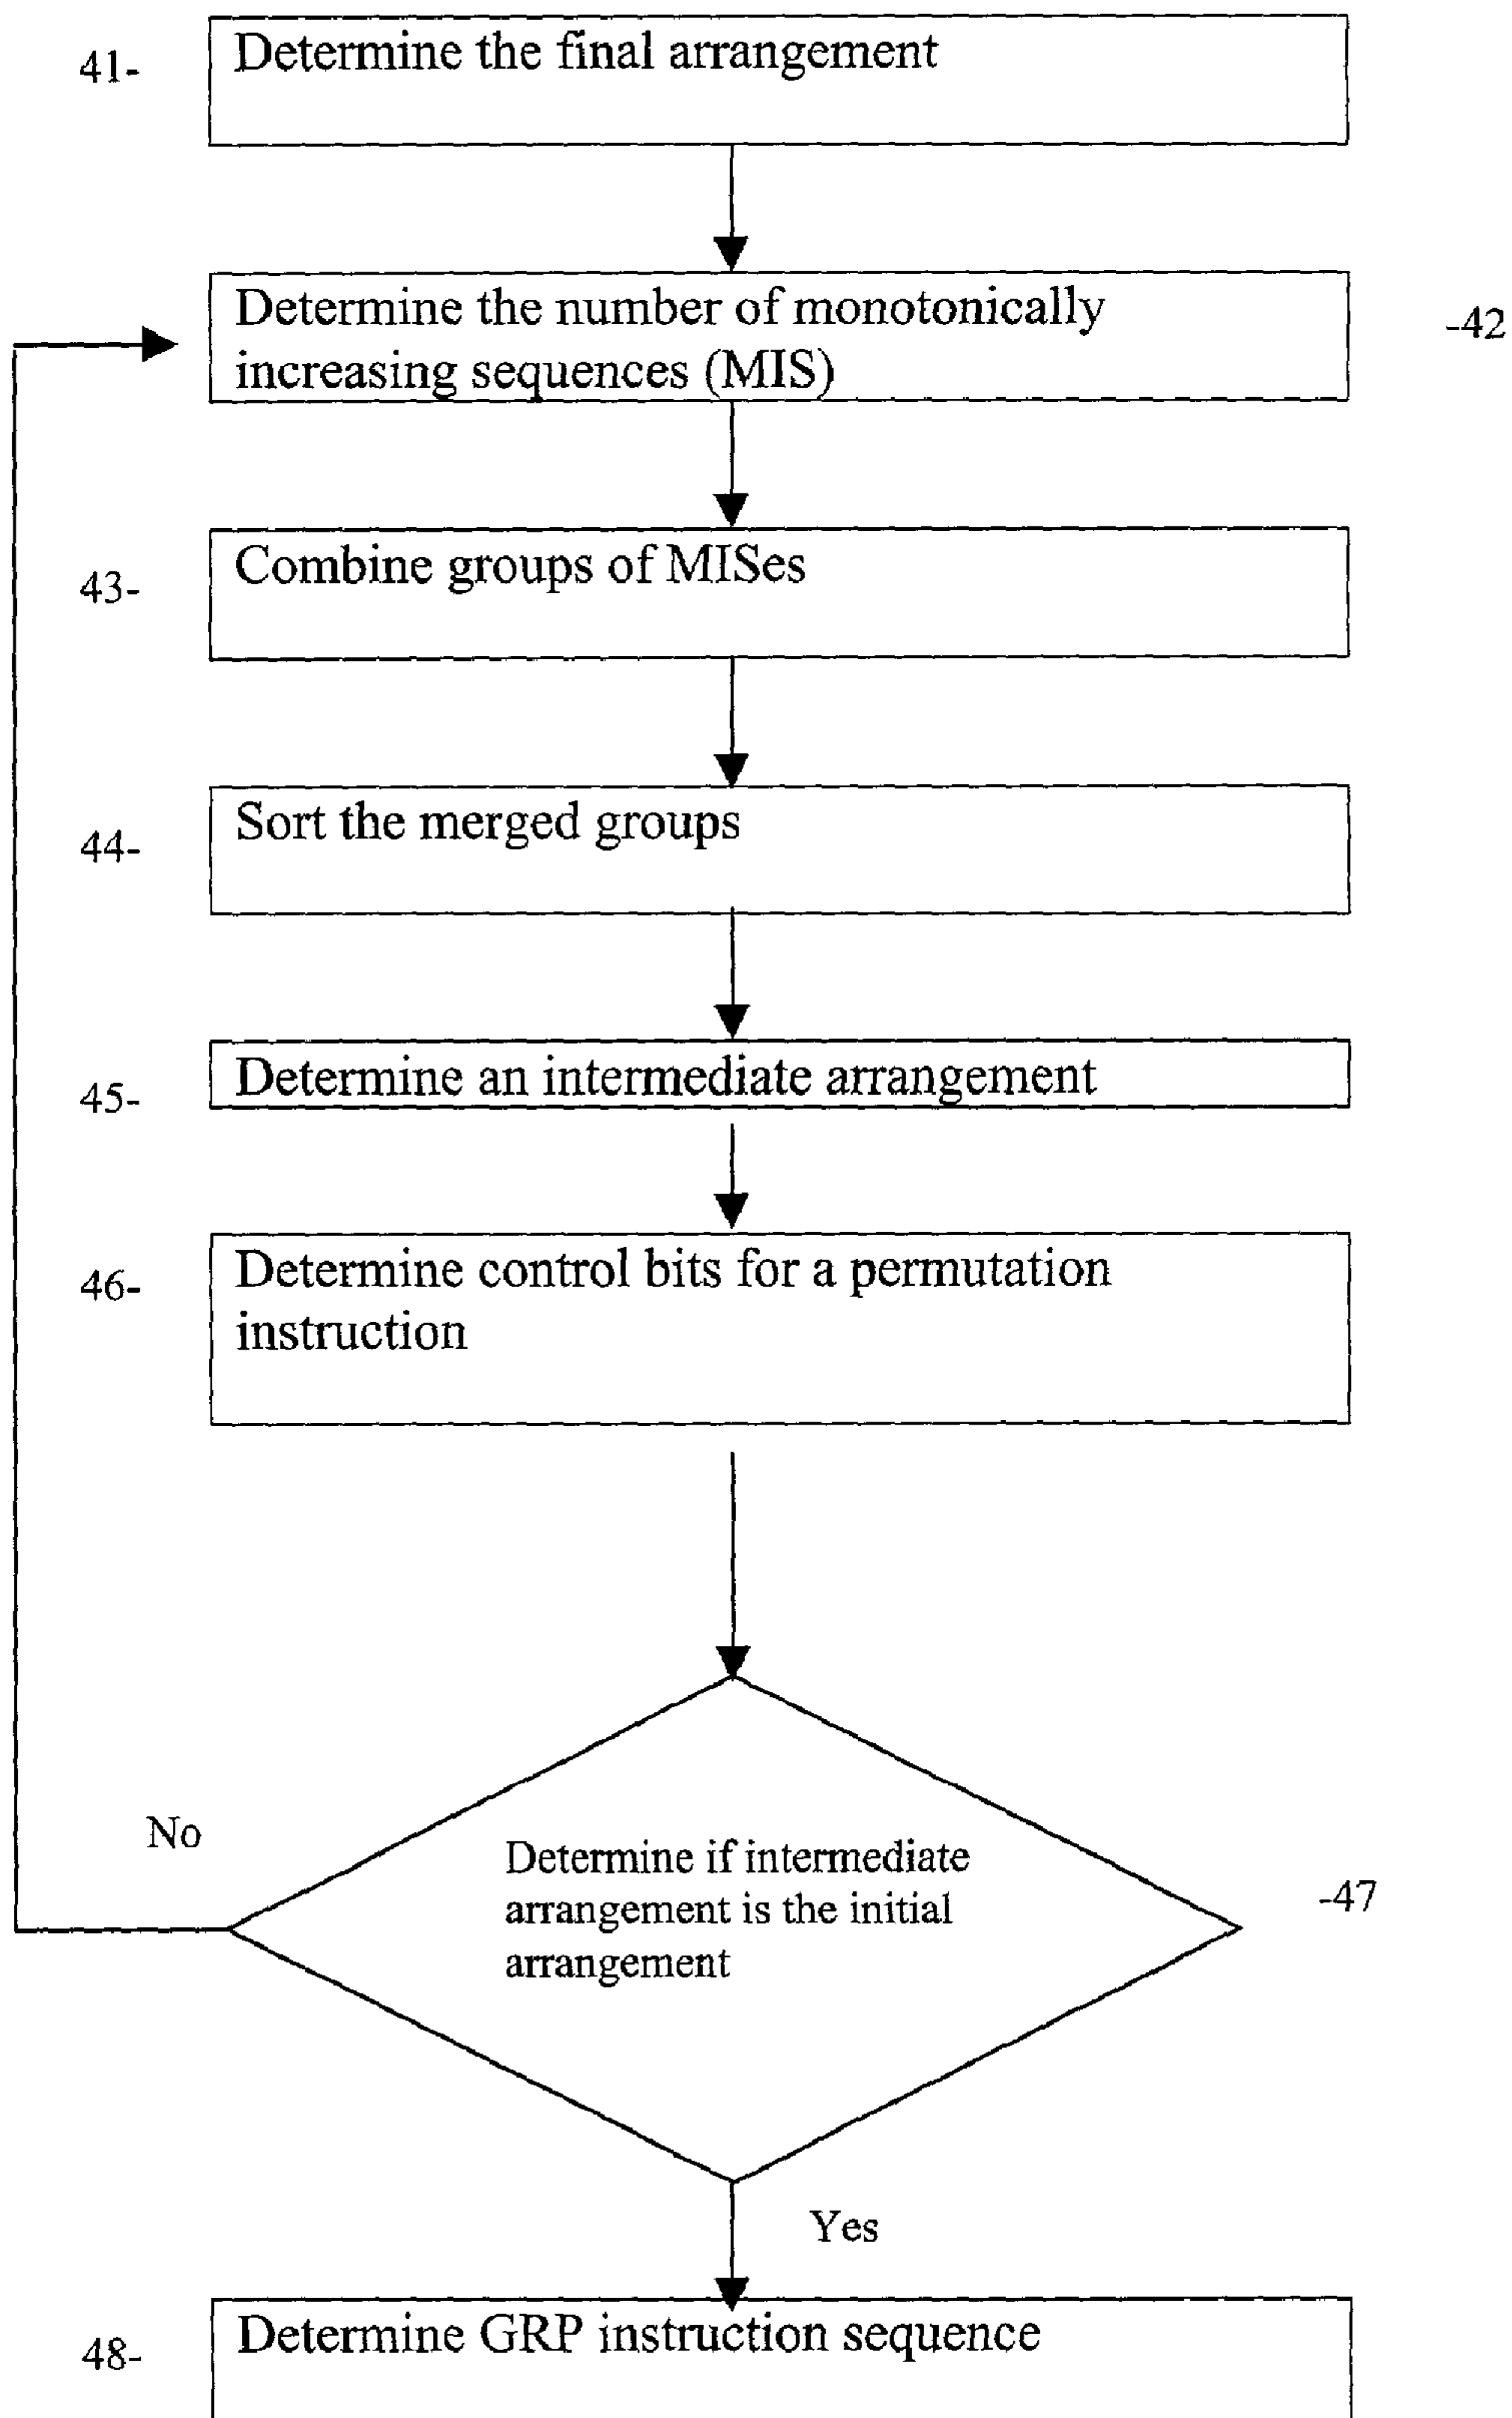 41-
Determine the final arrangement
Determine the number of monotonically
increasing sequences (MIS)
-42
43-
Combine groups of MISes
44-
Sort the merged groups
45-
Determine an intermediate arrangement
46-
Determine control bits for a permutation
instruction
No
Determine if intermediate
arrangement is the initial
arrangement
-47
Yes
48-
Determine GRP instruction sequence